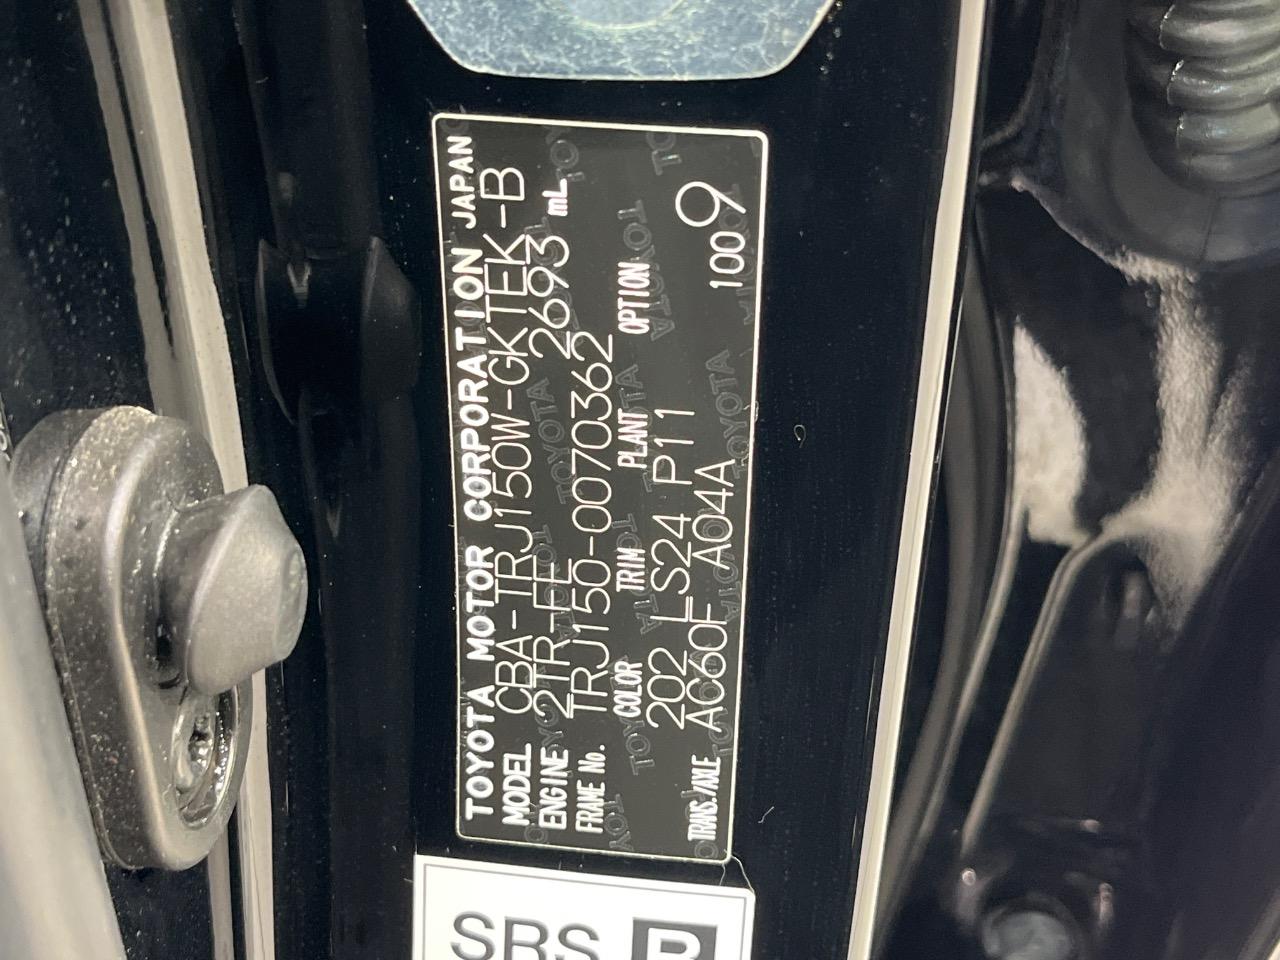 TOYOTA MOTOR CORPORATION JAPAN
MODEL CBA-TRJ150W-GKTEK-B
ENGINE 2TR-FE 2693 mL
FRAME No. TRJ150-0070362
COLOR TRIM PLANT OPTION
202 LS24 P11
TRANS./AXLE AC60F A04A 1009
SRS R